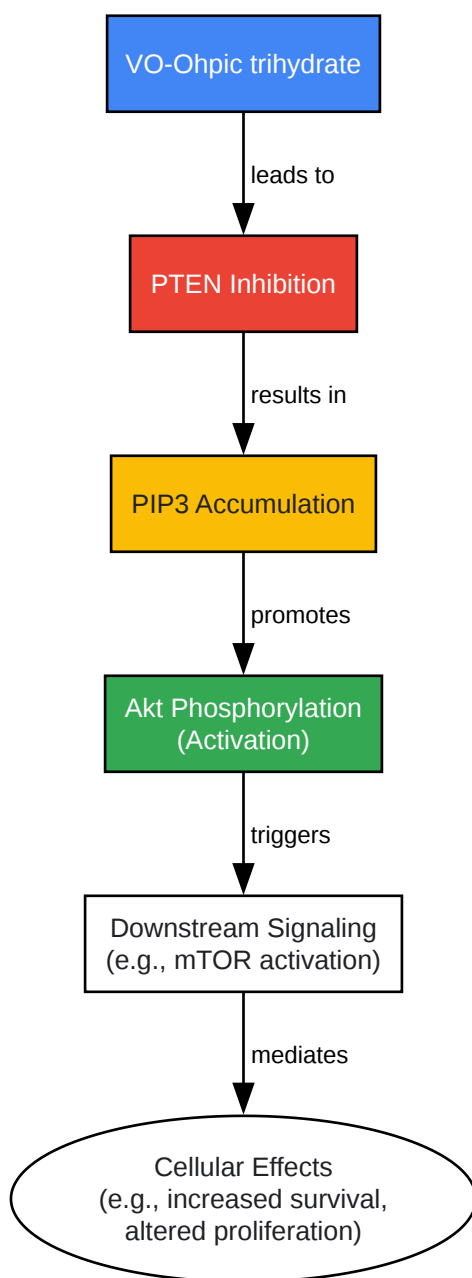 VO-Ohpic trihydrate
leads to
PTEN Inhibition
results in
PIP3 Accumulation
promotes
Akt Phosphorylation
(Activation)
triggers
Downstream Signaling
(e.g., mTOR activation)
mediates
Cellular Effects
(e.g., increased survival,
altered proliferation)